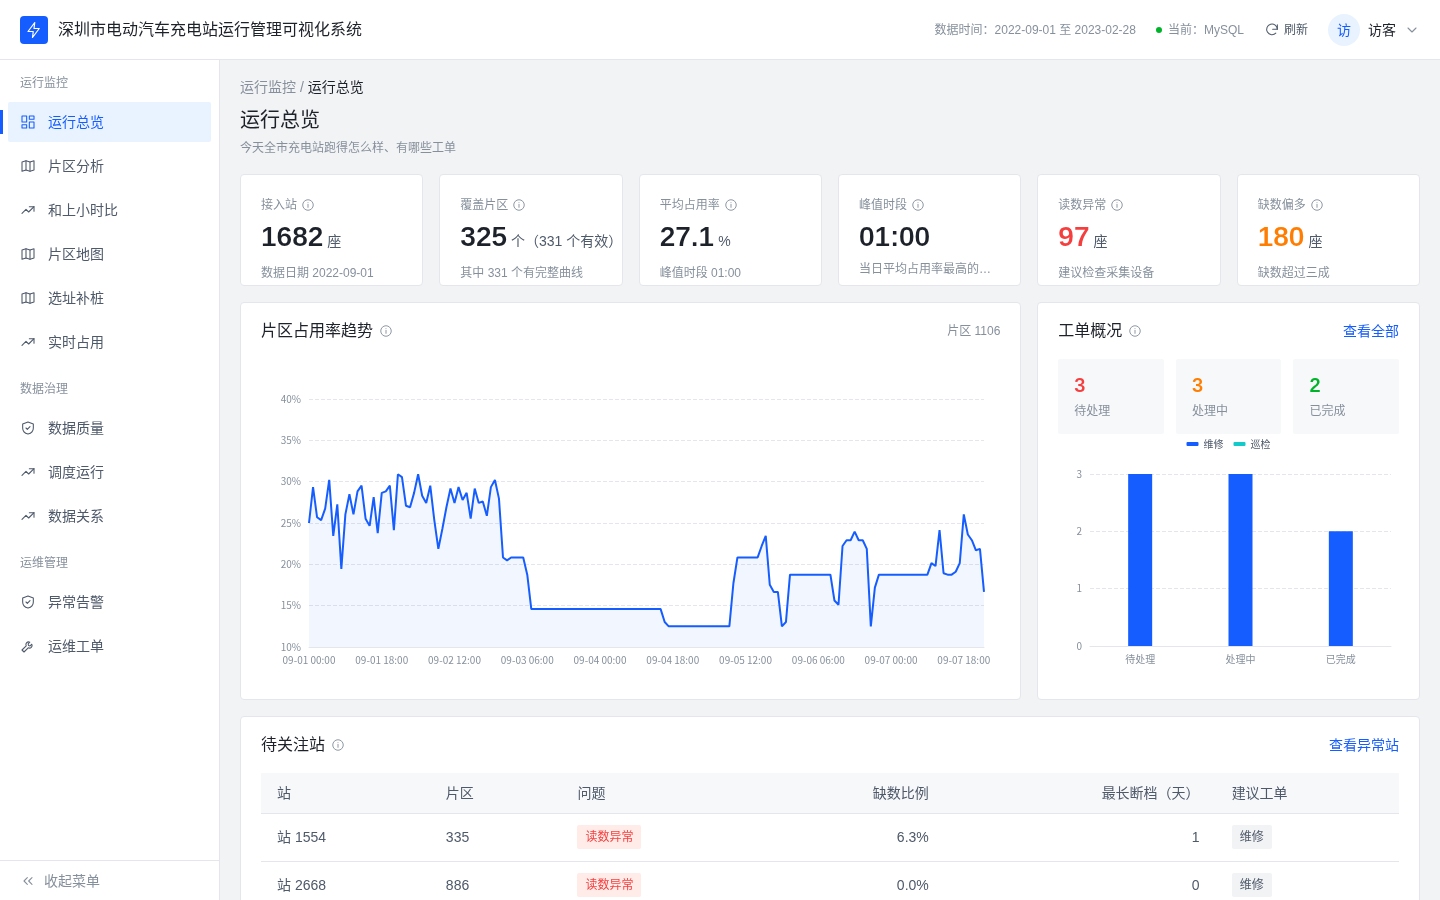 深圳市电动汽车充电站运行管理可视化系统
数据时间：2022-09-01 至 2023-02-28
当前：MySQL
刷新
访
访客
运行监控
运行总览
片区分析
和上小时比
片区地图
选址补桩
实时占用
数据治理
数据质量
调度运行
数据关系
运维管理
异常告警
运维工单
收起菜单
运行监控 / 运行总览
运行总览
今天全市充电站跑得怎么样、有哪些工单
接入站
1682 座
数据日期 2022-09-01
覆盖片区
325 个（331 个有效）
其中 331 个有完整曲线
平均占用率
27.1 %
峰值时段 01:00
峰值时段
01:00
当日平均占用率最高的...
读数异常
97 座
建议检查采集设备
缺数偏多
180 座
缺数超过三成
片区占用率趋势
片区 1106
40%
35%
30%
25%
20%
15%
10%
09-01 00:00 09-01 18:00 09-02 12:00 09-03 06:00 09-04 00:00 09-04 18:00 09-05 12:00 09-06 06:00 09-07 00:00 09-07 18:00
工单概况
查看全部
3
待处理
3
处理中
2
已完成
维修 巡检
3
2
1
0
待处理 处理中 已完成
待关注站
查看异常站
站 片区 问题 缺数比例 最长断档（天） 建议工单
站 1554 335 读数异常 6.3% 1 维修
站 2668 886 读数异常 0.0% 0 维修